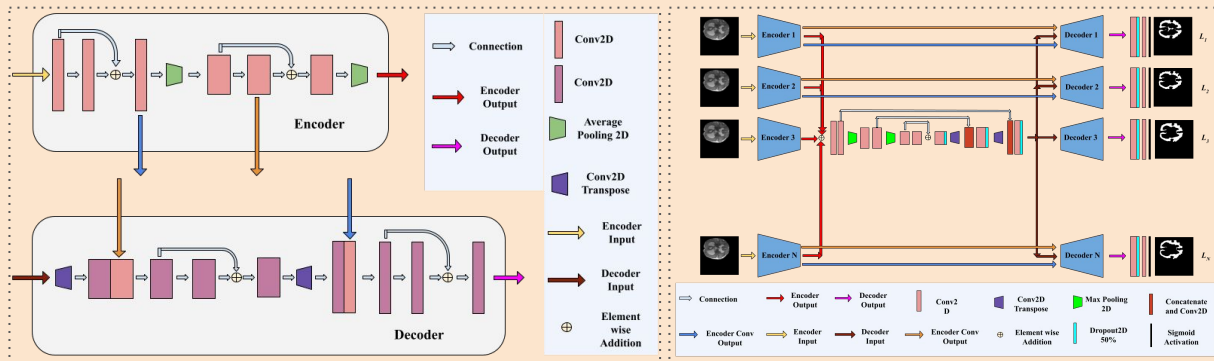 Encoder
Decoder
Connection
Encoder
Output
Decoder
Output
Conv2D
Conv2D
Average
Pooling 2D
Conv2D
Transpose
Encoder
Input
Decoder
Input
Element
wise
Addition
Encoder 1
Decoder 1
L1
Encoder 2
Decoder 2
L2
Encoder 3
Decoder 3
L3
Encoder N
Decoder N
LN
Connection
Encoder
Output
Decoder
Output
Conv2
D
Conv2D
Transpose
Max Pooling
2D
Concatenate
and Conv2D
Encoder Conv
Output
Encoder
Input
Decoder
Input
Encoder Conv
Output
Element wise
Addition
Dropout2D
50%
Sigmoid
Activation